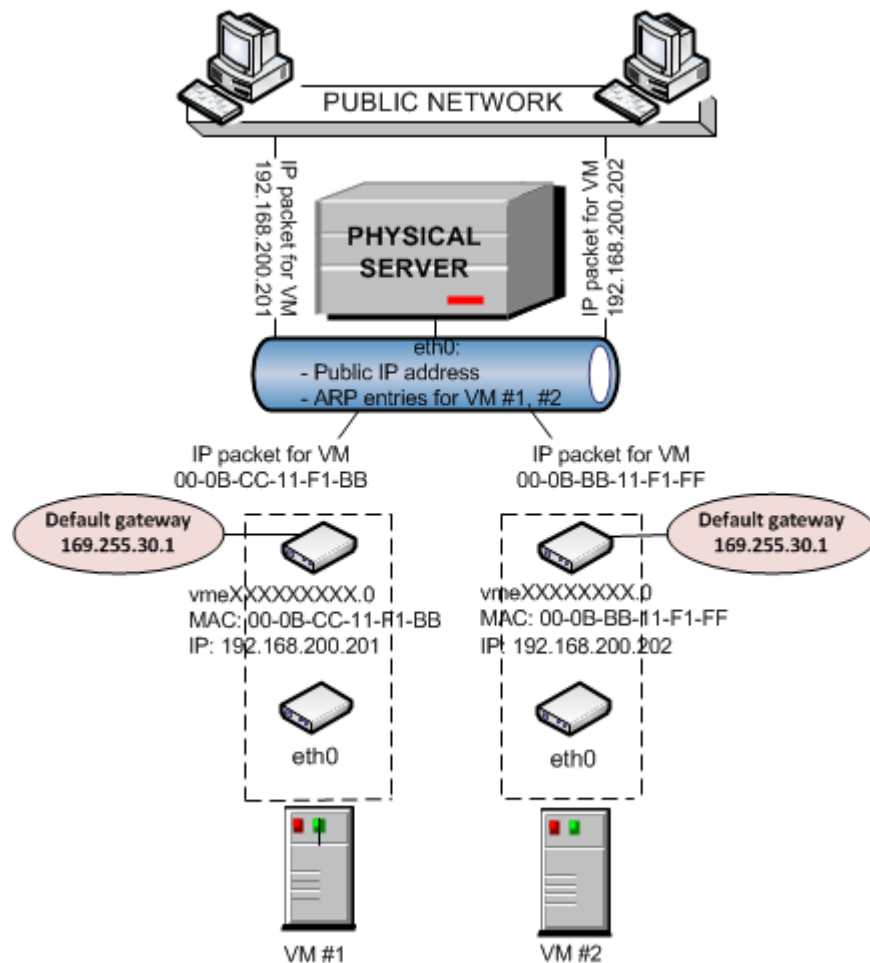 PUBLIC NETWORK
IP packet for VM
192.168.200.201
IP packet for VM
192.168.200.202
PHYSICAL
SERVER
eth0:
- Public IP address
- ARP entries for VM #1, #2
IP packet for VM
00-0B-CC-11-F1-BB
IP packet for VM
00-0B-BB-11-F1-FF
Default gateway
169.255.30.1
Default gateway
169.255.30.1
vmeXXXXXXXXX.0
MAC: 00-0B-CC-11-F1-BB
IP: 192.168.200.201
vmeXXXXXXXX.0
MAC: 00-0B-BB-11-F1-FF
IP: 192.168.200.202
eth0
eth0
VM #1
VM #2